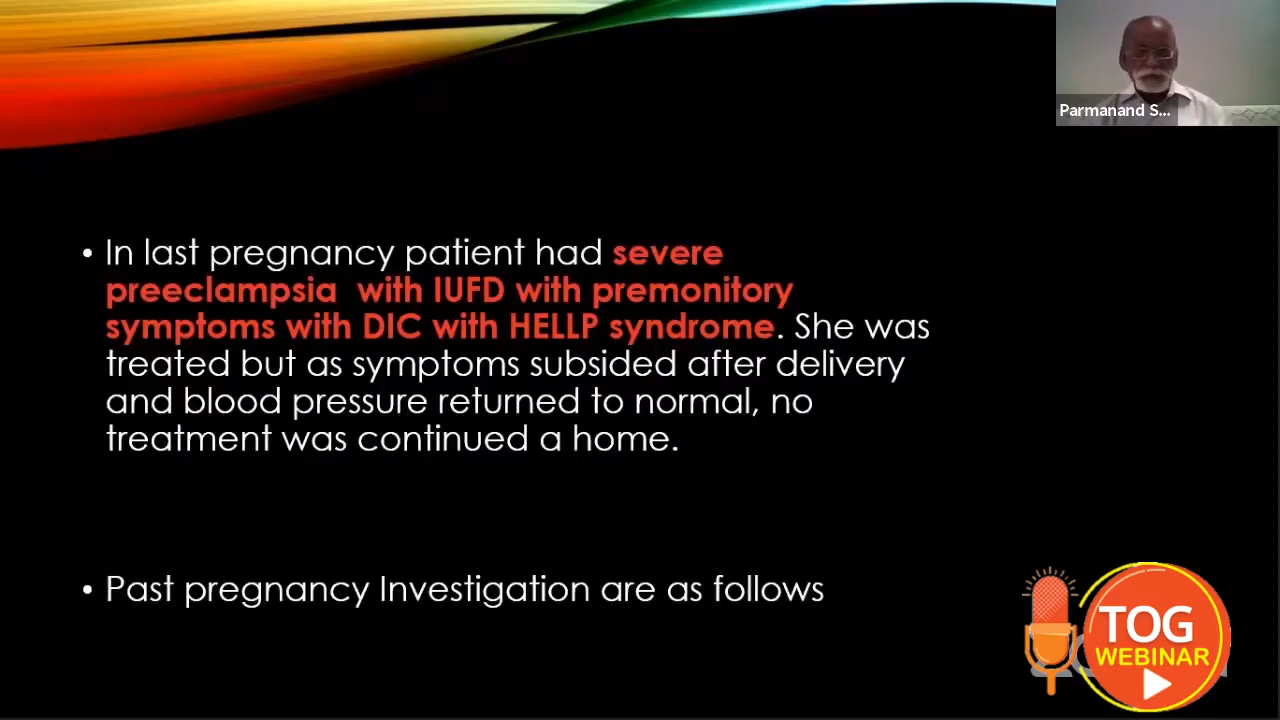 Parmanand S...
• In last pregnancy patient had severe
preeclampsia with IUFD with premonitory
symptoms with DIC with HELLP syndrome. She was
treated but as symptoms subsided after delivery
and blood pressure returned to normal, no
treatment was continued a home.
• Past pregnancy Investigation are as follows
TOG
WEBINAR